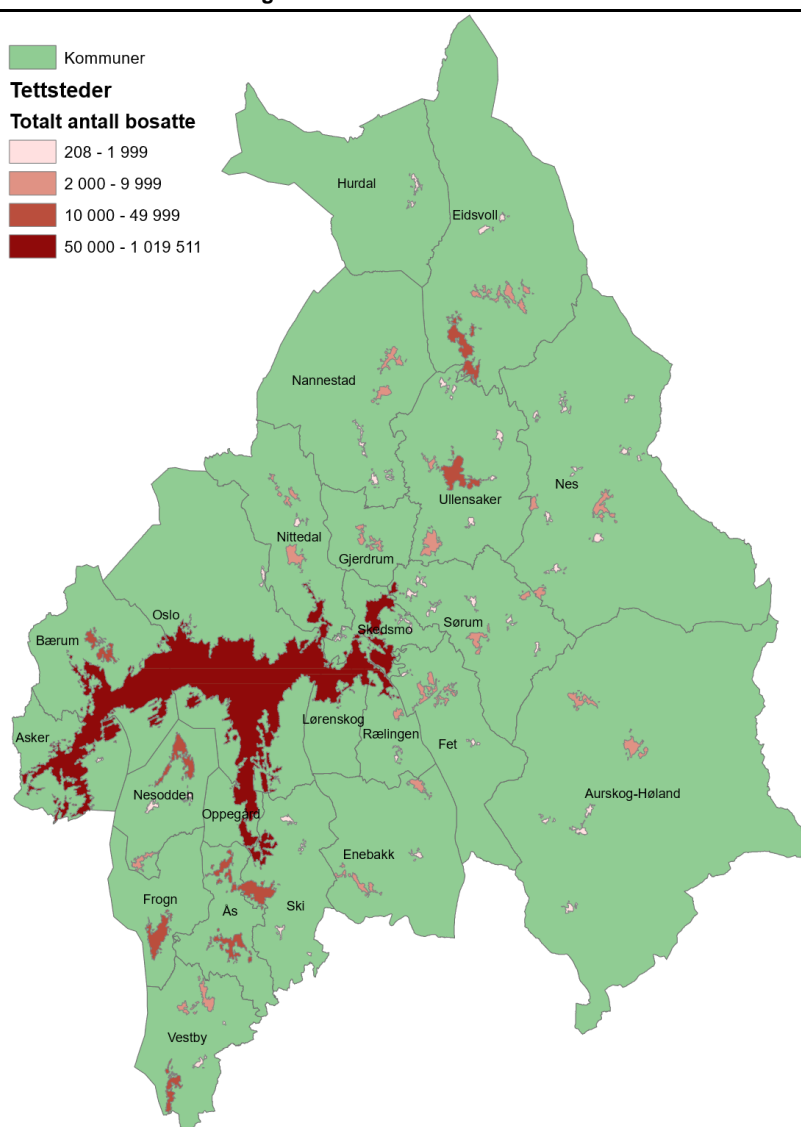 Kommuner
Tettsteder
Totalt antall bosatte
208 - 1 999
2 000 - 9 999
10 000 - 49 999
50 000 - 1 019 511
Hurdal
Eidsvoll
Nannestad
Ullensaker
Nes
Nittedal
Gjerdrum
Oslo
Bærum
Skedsmo
Sørum
Asker
Lørenskog
Rælingen
Fet
Nesodden
Aurskog-Høland
Oppegård
Enebakk
Frogn
Ås
Ski
Vestby